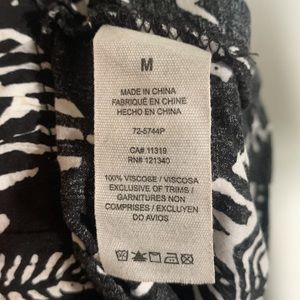 M
MADE IN CHINA
FABRIQUÉ EN CHINE
HECHO EN CHINA
72-5744P
CA# 11319
RN# 121340
100% VISCOSE / VISCOSA
EXCLUSIVE OF TRIMS /
GARNITURES NON
COMPRISES / EXCLUYEN
DO AVIOS